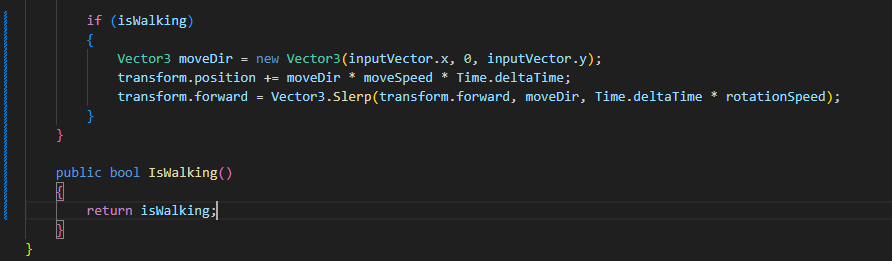 if (isWalking)
{
Vector3 moveDir = new Vector3(inputVector.x, 0, inputVector.y);
transform.position += moveDir * moveSpeed * Time.deltaTime;
transform.forward = Vector3.Slerp(transform.forward, moveDir, Time.deltaTime * rotationSpeed);
}
}
public bool IsWalking()
{
return isWalking;
}
}